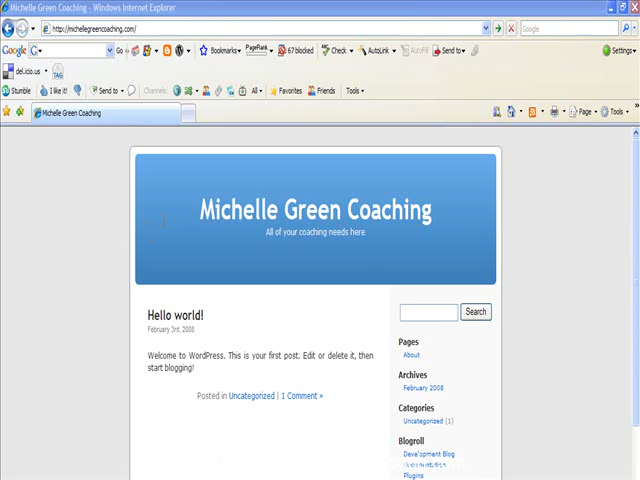 Michelle Green Coaching - Windows Internet Explorer
http://michellegreencoaching.com/
Google
Google G Go Bookmarks PageRank 67 blocked Check AutoLink AutoFill Send to Settings
del.icio.us TAG
Stumble I like it! Send to Channels: All Favorites Friends Tools
Michelle Green Coaching Page Tools
Michelle Green Coaching
All of your coaching needs here
Hello world!
February 3rd, 2008
Welcome to WordPress. This is your first post. Edit or delete it, then
start blogging!
Posted in Uncategorized | 1 Comment »
Search
Pages
About
Archives
February 2008
Categories
Uncategorized (1)
Blogroll
Development Blog
Plugins